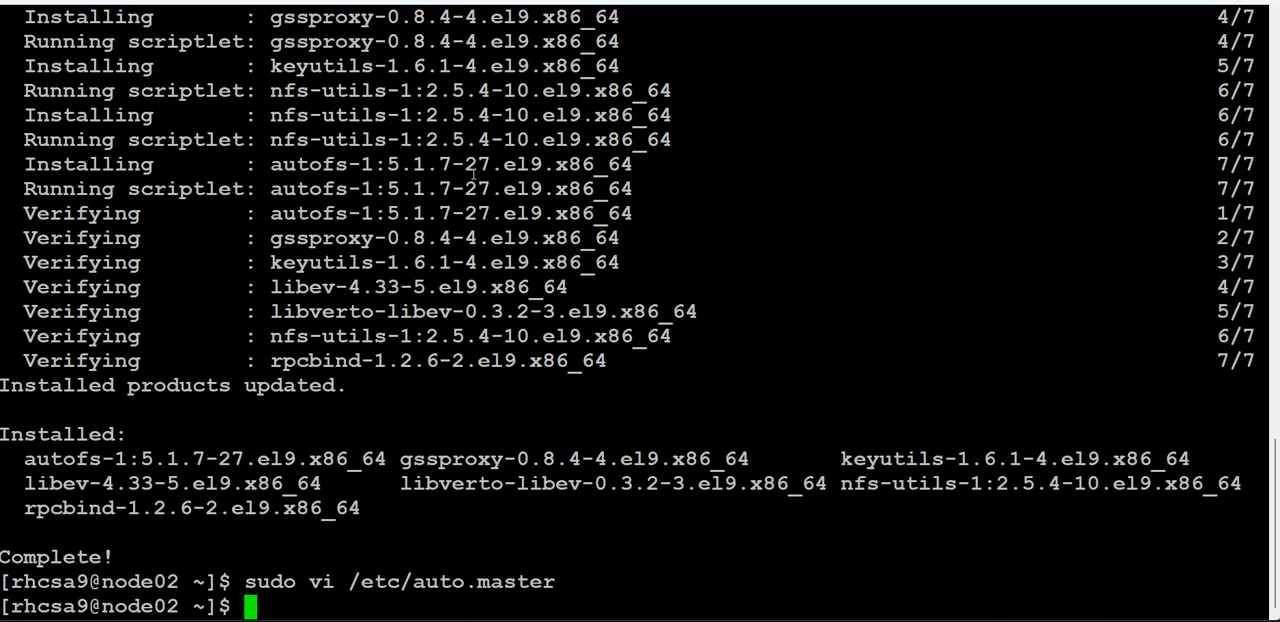 Installing       : gssproxy-0.8.4-4.el9.x86_64 4/7
Running scriptlet: gssproxy-0.8.4-4.el9.x86_64 4/7
Installing       : keyutils-1.6.1-4.el9.x86_64 5/7
Running scriptlet: nfs-utils-1:2.5.4-10.el9.x86_64 6/7
Installing       : nfs-utils-1:2.5.4-10.el9.x86_64 6/7
Running scriptlet: nfs-utils-1:2.5.4-10.el9.x86_64 6/7
Installing       : autofs-1:5.1.7-27.el9.x86_64 7/7
Running scriptlet: autofs-1:5.1.7-27.el9.x86_64 7/7
Verifying        : autofs-1:5.1.7-27.el9.x86_64 1/7
Verifying        : gssproxy-0.8.4-4.el9.x86_64 2/7
Verifying        : keyutils-1.6.1-4.el9.x86_64 3/7
Verifying        : libev-4.33-5.el9.x86_64 4/7
Verifying        : libverto-libev-0.3.2-3.el9.x86_64 5/7
Verifying        : nfs-utils-1:2.5.4-10.el9.x86_64 6/7
Verifying        : rpcbind-1.2.6-2.el9.x86_64 7/7
Installed products updated.
Installed:
autofs-1:5.1.7-27.el9.x86_64 gssproxy-0.8.4-4.el9.x86_64 keyutils-1.6.1-4.el9.x86_64
libev-4.33-5.el9.x86_64 libverto-libev-0.3.2-3.el9.x86_64 nfs-utils-1:2.5.4-10.el9.x86_64
rpcbind-1.2.6-2.el9.x86_64
Complete!
[rhcsa9@node02 ~]$ sudo vi /etc/auto.master
[rhcsa9@node02 ~]$